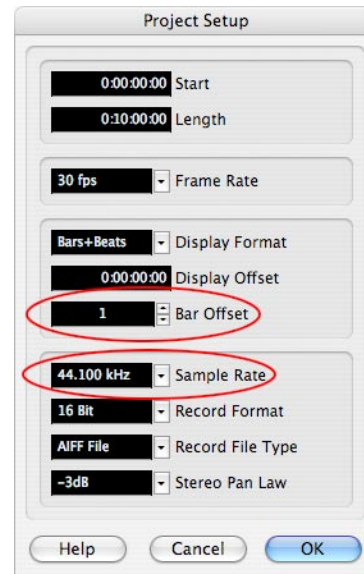 Project Setup
0:00:00:00 Start
0:10:00:00 Length
30 fps Frame Rate
Bars+Beats Display Format
0:00:00:00 Display Offset
1 Bar Offset
44.100 kHz Sample Rate
16 Bit Record Format
AIFF File Record File Type
-3dB Stereo Pan Law
Help Cancel OK